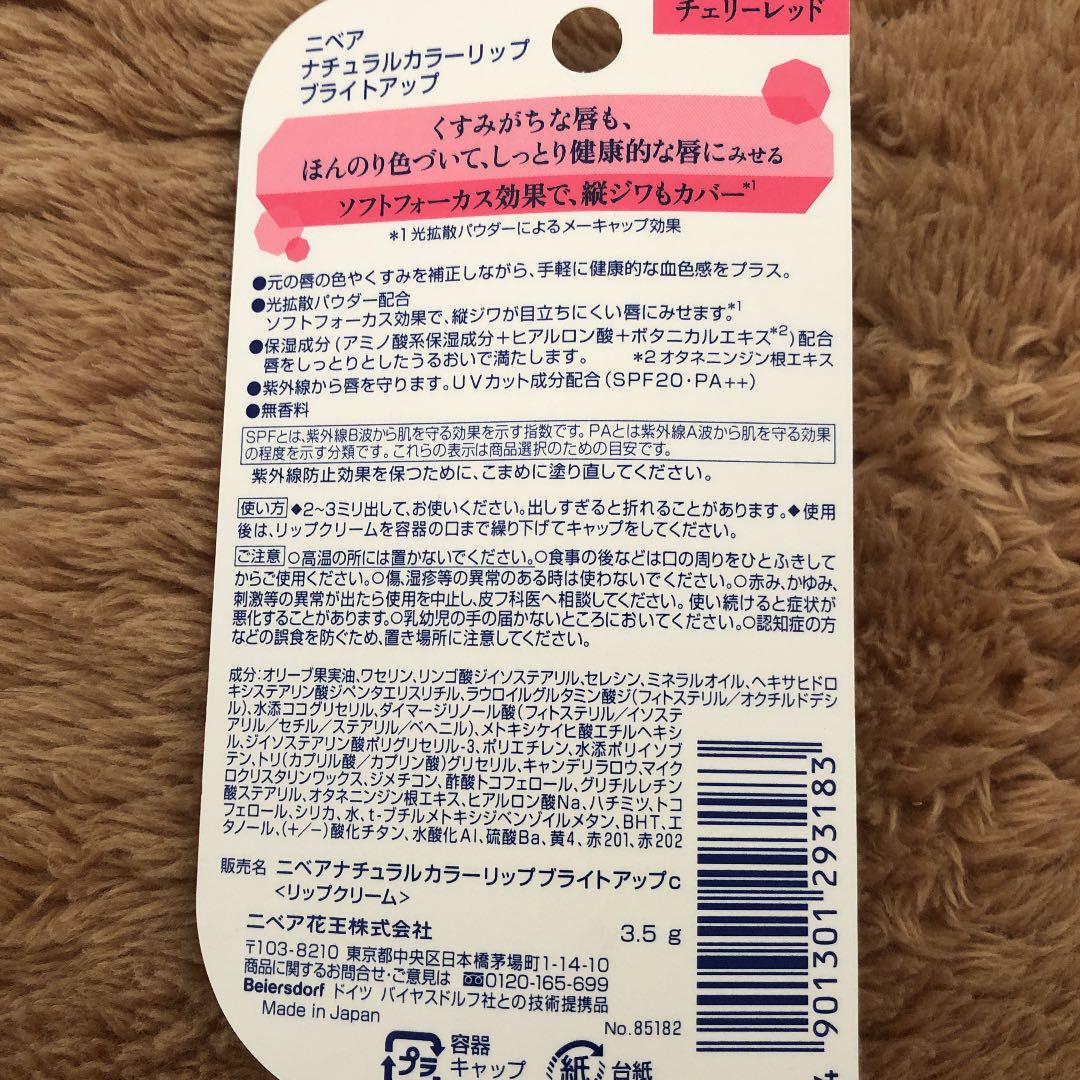 チェリーレッド
ニベア
ナチュラルカラーリップ
ブライトアップ
くすみがちな唇も、
ほんのり色づいて、しっとり健康的な唇にみせる
ソフトフォーカス効果で、縦ジワもカバー*1
*1 光拡散パウダーによるメーキャップ効果
●元の唇の色やくすみを補正しながら、手軽に健康的な血色感をプラス。
●光拡散パウダー配合
ソフトフォーカス効果で、縦ジワが目立ちにくい唇にみせます。*1
●保湿成分(アミノ酸系保湿成分+ヒアルロン酸+ボタニカルエキス*2)配合
唇をしっとりとしたうるおいで満たします。 *2 オタネニンジン根エキス
●紫外線から唇を守ります。UVカット成分配合(SPF20・PA++)
●無香料
SPFとは、紫外線B波から肌を守る効果を示す指数です。PAとは紫外線A波から肌を守る効果
の程度を示す分類です。これらの表示は商品選択のための目安です。
紫外線防止効果を保つために、こまめに塗り直してください。
使い方 ◆2~3ミリ出して、お使いください。出しすぎると折れることがあります。◆使用
後は、リップクリームを容器の口まで繰り下げてキャップをしてください。
ご注意 ○高温の所には置かないでください。○食事の後などは口の周りをひとふきして
からご使用ください。○傷、湿疹等の異常のある時は使わないでください。○赤み、かゆみ、
刺激等の異常が出たら使用を中止し、皮フ科医へ相談してください。使い続けると症状が
悪化することがあります。○乳幼児の手の届かないところにおいてください。○認知症の方
などの誤食を防ぐため、置き場所に注意してください。
成分:オリーブ果実油、ワセリン、リンゴ酸ジイソステアリル、セレシン、ミネラルオイル、ヘキサヒドロ
キシステアリン酸ジペンタエリスリチル、ラウロイルグルタミン酸ジ(フィトステリル/オクチルドデシ
ル)、水添ココグリセリル、ダイマージリノール酸(フィトステリル/イソステ
アリル/セチル/ステアリル/ベヘニル)、メトキシケイヒ酸エチルヘキシ
ル、ジイソステアリン酸ポリグリセリル-3、ポリエチレン、水添ポリイソブ
テン、トリ(カプリル酸/カプリン酸)グリセリル、キャンデリラロウ、マイク
ロクリスタリンワックス、ジメチコン、酢酸トコフェロール、グリチルレチン
酸ステアリル、オタネニンジン根エキス、ヒアルロン酸Na、ハチミツ、トコ
フェロール、シリカ、水、t-ブチルメトキシジベンゾイルメタン、BHT、エ
タノール、(+/-)酸化チタン、水酸化Al、硫酸Ba、黄4、赤201、赤202
販売名 ニベアナチュラルカラーリップブライトアップc
<リップクリーム>
ニベア花王株式会社 3.5 g
〒103-8210 東京都中央区日本橋茅場町1-14-10
商品に関するお問合せ・ご意見は 0120-165-699
Beiersdorf ドイツ バイヤスドルフ社との技術提携品
Made in Japan
No.85182
4 901301 293183
プラ 容器
キャップ
紙 台紙